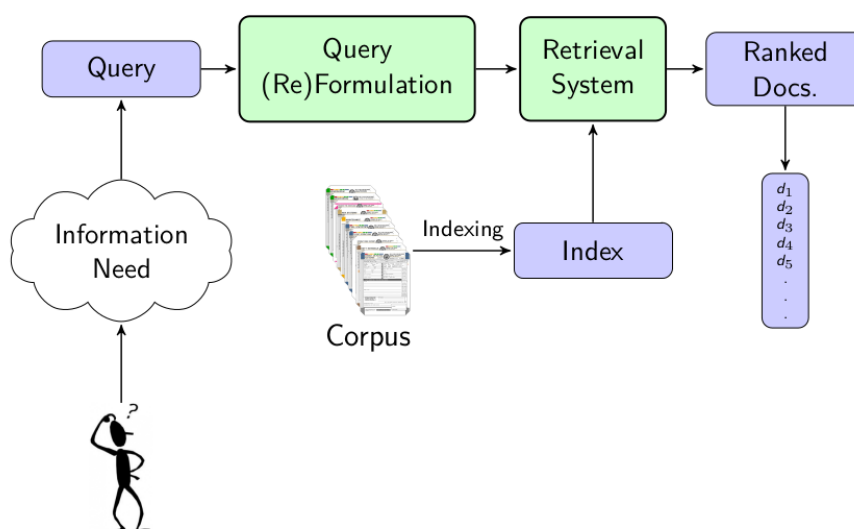 Query
Query
(Re)Formulation
Retrieval
System
Ranked
Docs.
Information
Need
Corpus
Indexing
Index
d1
d2
d3
d4
d5
.
.
.
?